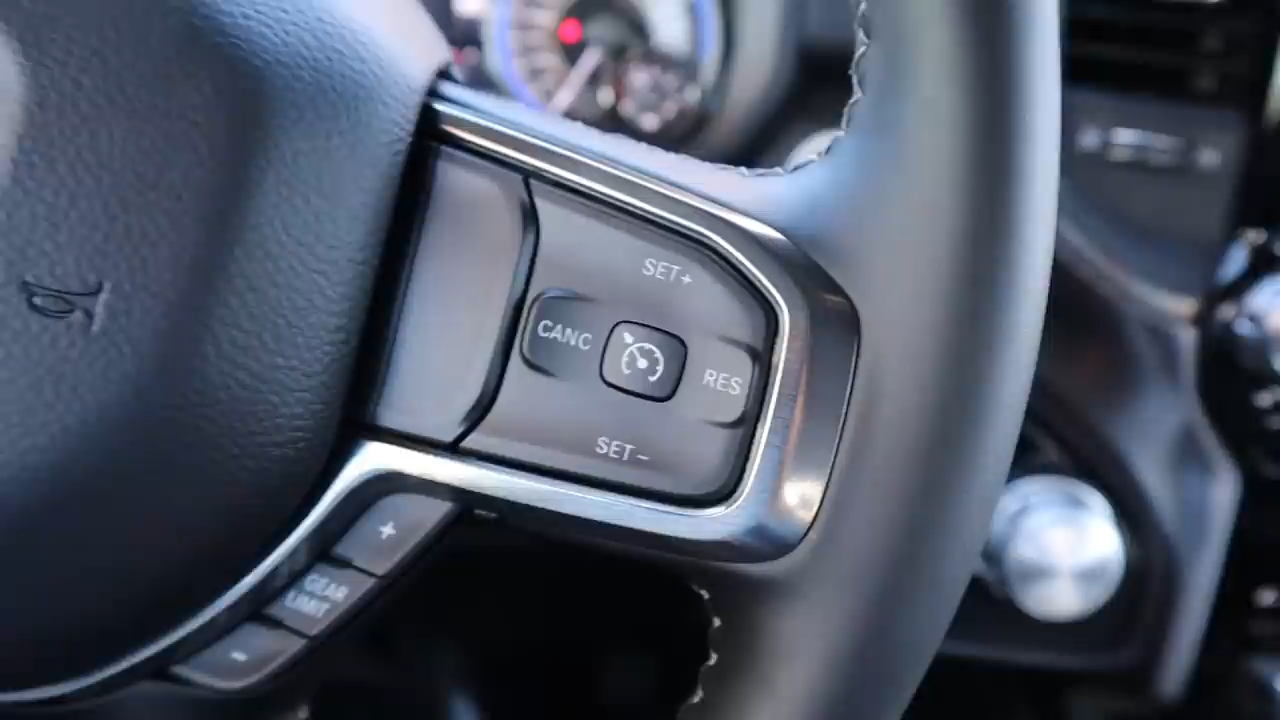 SET+
CANC
RES
SET-
+
GEAR
LIMIT
-